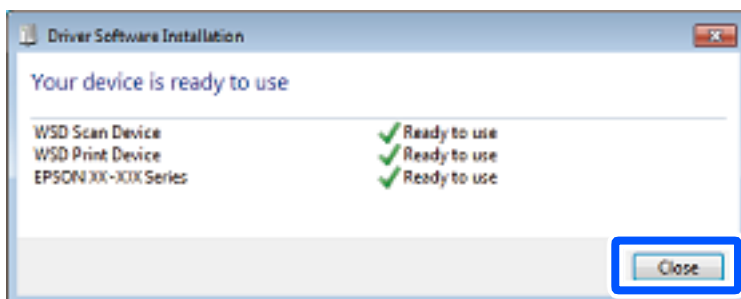 Driver Software Installation
Your device is ready to use
WSD Scan Device Ready to use
WSD Print Device Ready to use
EPSON XX-XXX Series Ready to use
Close